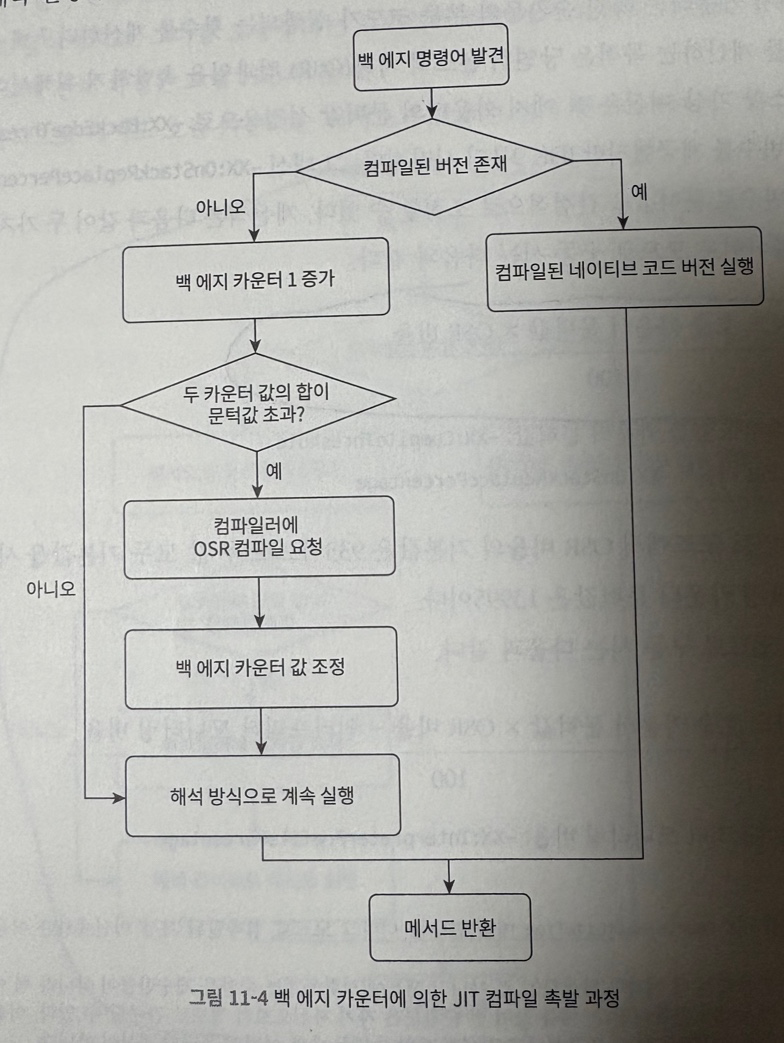 백 에지 명령어 발견
컴파일된 버전 존재
아니오
예
백 에지 카운터 1 증가
컴파일된 네이티브 코드 버전 실행
두 카운터 값의 합이
문턱값 초과?
예
컴파일러에
OSR 컴파일 요청
아니오
백 에지 카운터 값 조정
해석 방식으로 계속 실행
메서드 반환
그림 11-4 백 에지 카운터에 의한 JIT 컴파일 촉발 과정